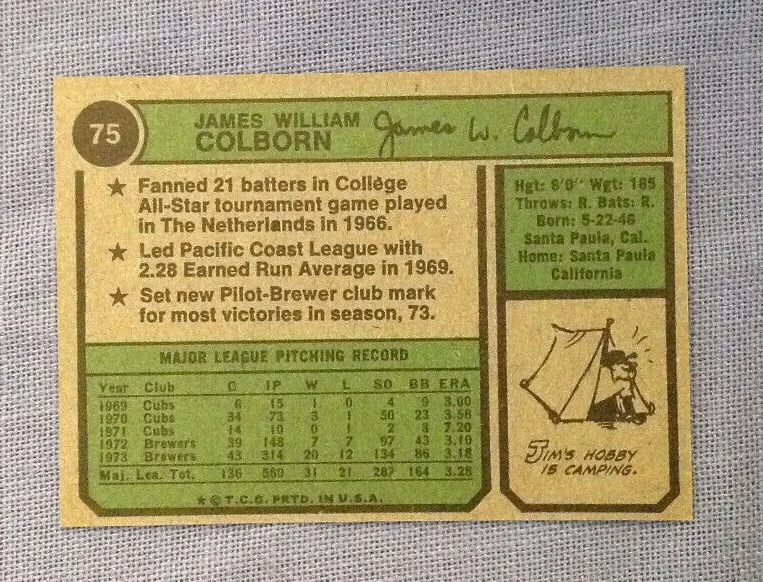 75
JAMES WILLIAM
COLBORN
James W. Colborn
★ Fanned 21 batters in College
All-Star tournament game played
in The Netherlands in 1966.
★ Led Pacific Coast League with
2.28 Earned Run Average in 1969.
★ Set new Pilot-Brewer club mark
for most victories in season, 73.
Hgt: 6'0" Wgt: 185
Throws: R. Bats: R.
Born: 5-22-46
Santa Paula, Cal.
Home: Santa Paula
California
MAJOR LEAGUE PITCHING RECORD
Year Club G IP W L SO BB ERA
1969 Cubs 6 15 1 0 4 9 3.00
1970 Cubs 34 73 3 1 50 23 3.58
1971 Cubs 14 10 0 1 2 3 7.20
1972 Brewers 39 148 7 7 97 43 3.10
1973 Brewers 43 314 20 12 134 86 3.18
Maj. Lea. Tot. 136 560 31 21 287 164 3.28
★ © T.C.G. PRTD. IN U.S.A.
JIM'S HOBBY
IS CAMPING.